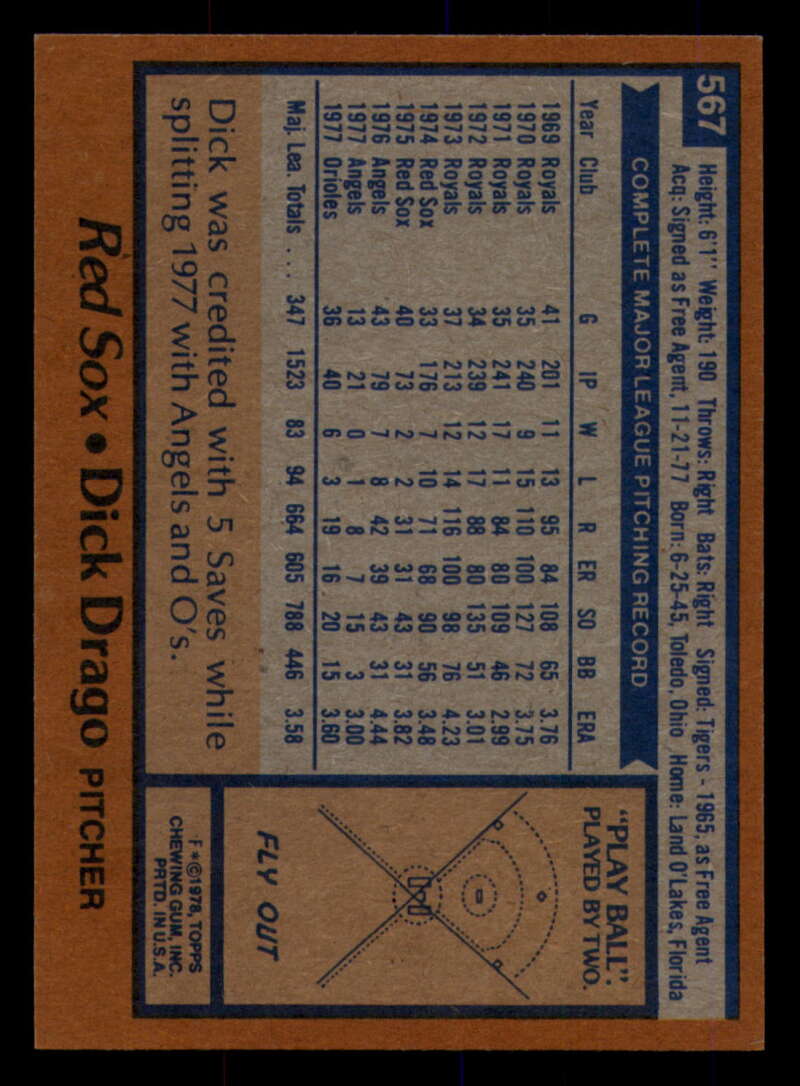 567
Height: 6'1" Weight: 190 Throws: Right Bats: Right Signed: Tigers - 1965, as Free Agent
Acq: Signed as Free Agent, 11-21-77 Born: 6-25-45, Toledo, Ohio Home: Land O'Lakes, Florida
COMPLETE MAJOR LEAGUE PITCHING RECORD
Year Club G IP W L R ER SO BB ERA
1969 Royals 41 201 11 13 95 84 108 65 3.76
1970 Royals 35 240 9 15 110 100 127 72 3.75
1971 Royals 35 241 17 11 84 80 109 46 2.99
1972 Royals 34 239 12 17 88 80 135 51 3.01
1973 Royals 37 213 12 14 116 100 98 76 4.23
1974 Red Sox 33 176 7 10 71 68 90 56 3.48
1975 Red Sox 40 73 2 2 31 31 43 31 3.82
1976 Angels 43 79 7 8 42 39 43 31 4.44
1977 Angels 13 21 0 1 8 7 15 3 3.00
1977 Orioles 36 40 6 3 19 16 20 15 3.60
Maj. Lea. Totals .... 347 1523 83 94 664 605 788 446 3.58
Dick was credited with 5 Saves while
splitting 1977 with Angels and O's.
"PLAY BALL".
PLAYED BY TWO.
FLY OUT
F*©1978, TOPPS
CHEWING GUM, INC.
PRTD. IN U.S.A.
Red Sox • Dick Drago PITCHER